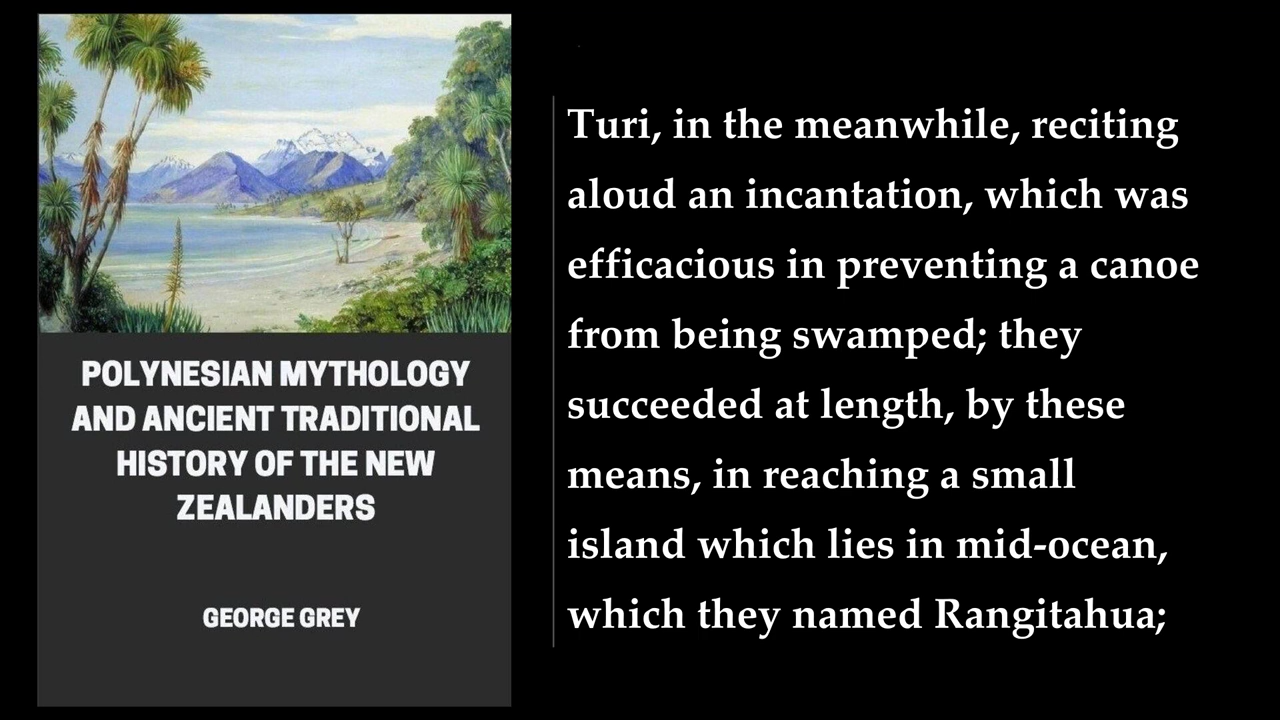 POLYNESIAN MYTHOLOGY
AND ANCIENT TRADITIONAL
HISTORY OF THE NEW
ZEALANDERS
GEORGE GREY
Turi, in the meanwhile, reciting
aloud an incantation, which was
efficacious in preventing a canoe
from being swamped; they
succeeded at length, by these
means, in reaching a small
island which lies in mid-ocean,
which they named Rangitahua;